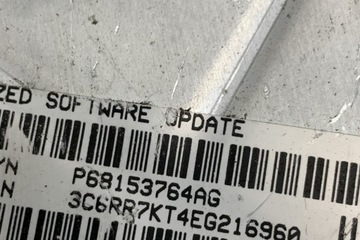 ZED SOFTWARE UPDATE
/N P68153764AG
N 3C6RR7KT4EG216960